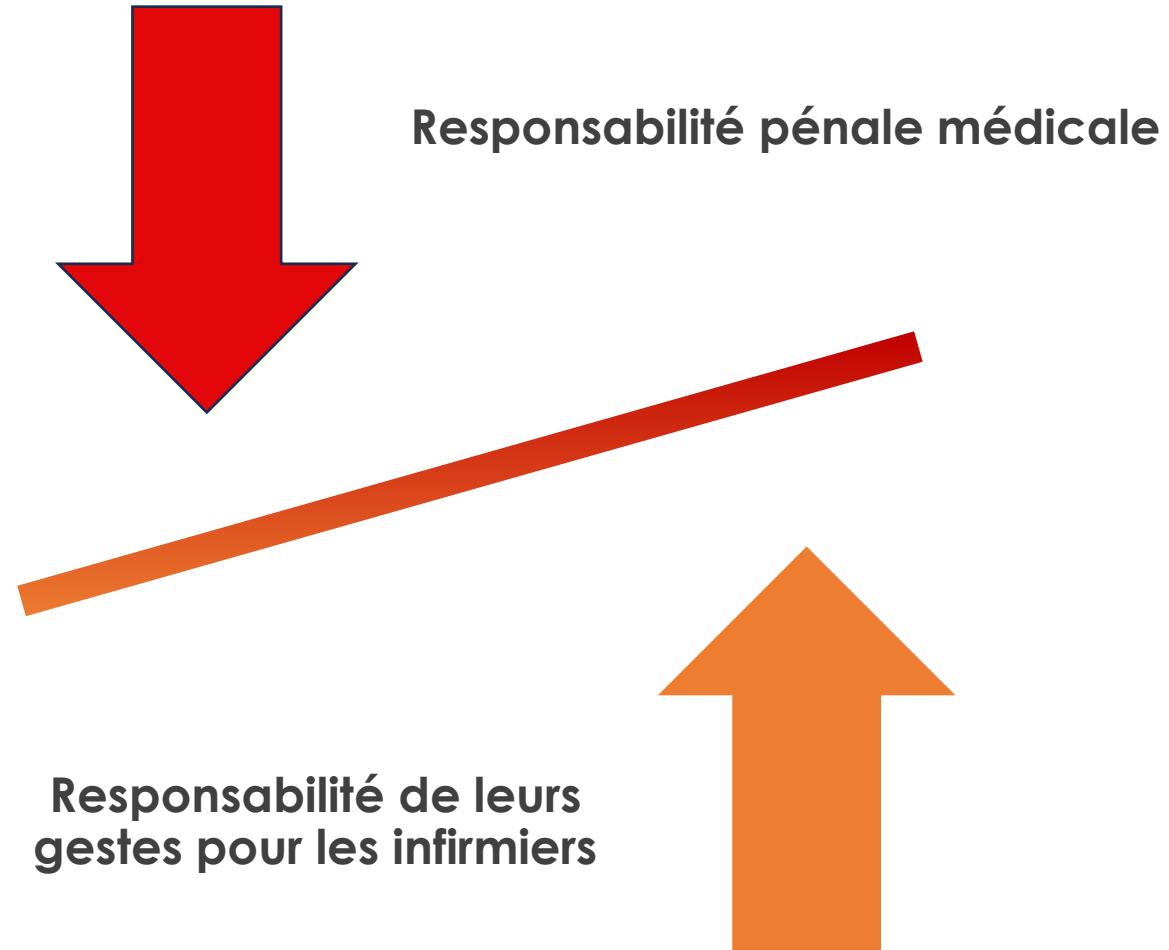 Responsabilité pénale médicale
Responsabilité de leurs
gestes pour les infirmiers